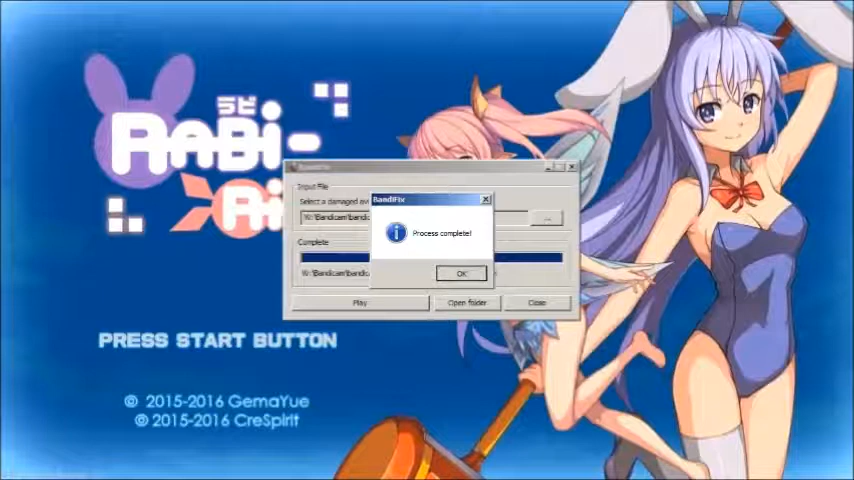 ラビ
RABi-
Ri
BandiFix
Input File
Select a damaged avi
Process complete!
Complete
OK
Play
Open folder
Close
PRESS START BUTTON
© 2015-2016 GemaYue
© 2015-2016 CreSpirit